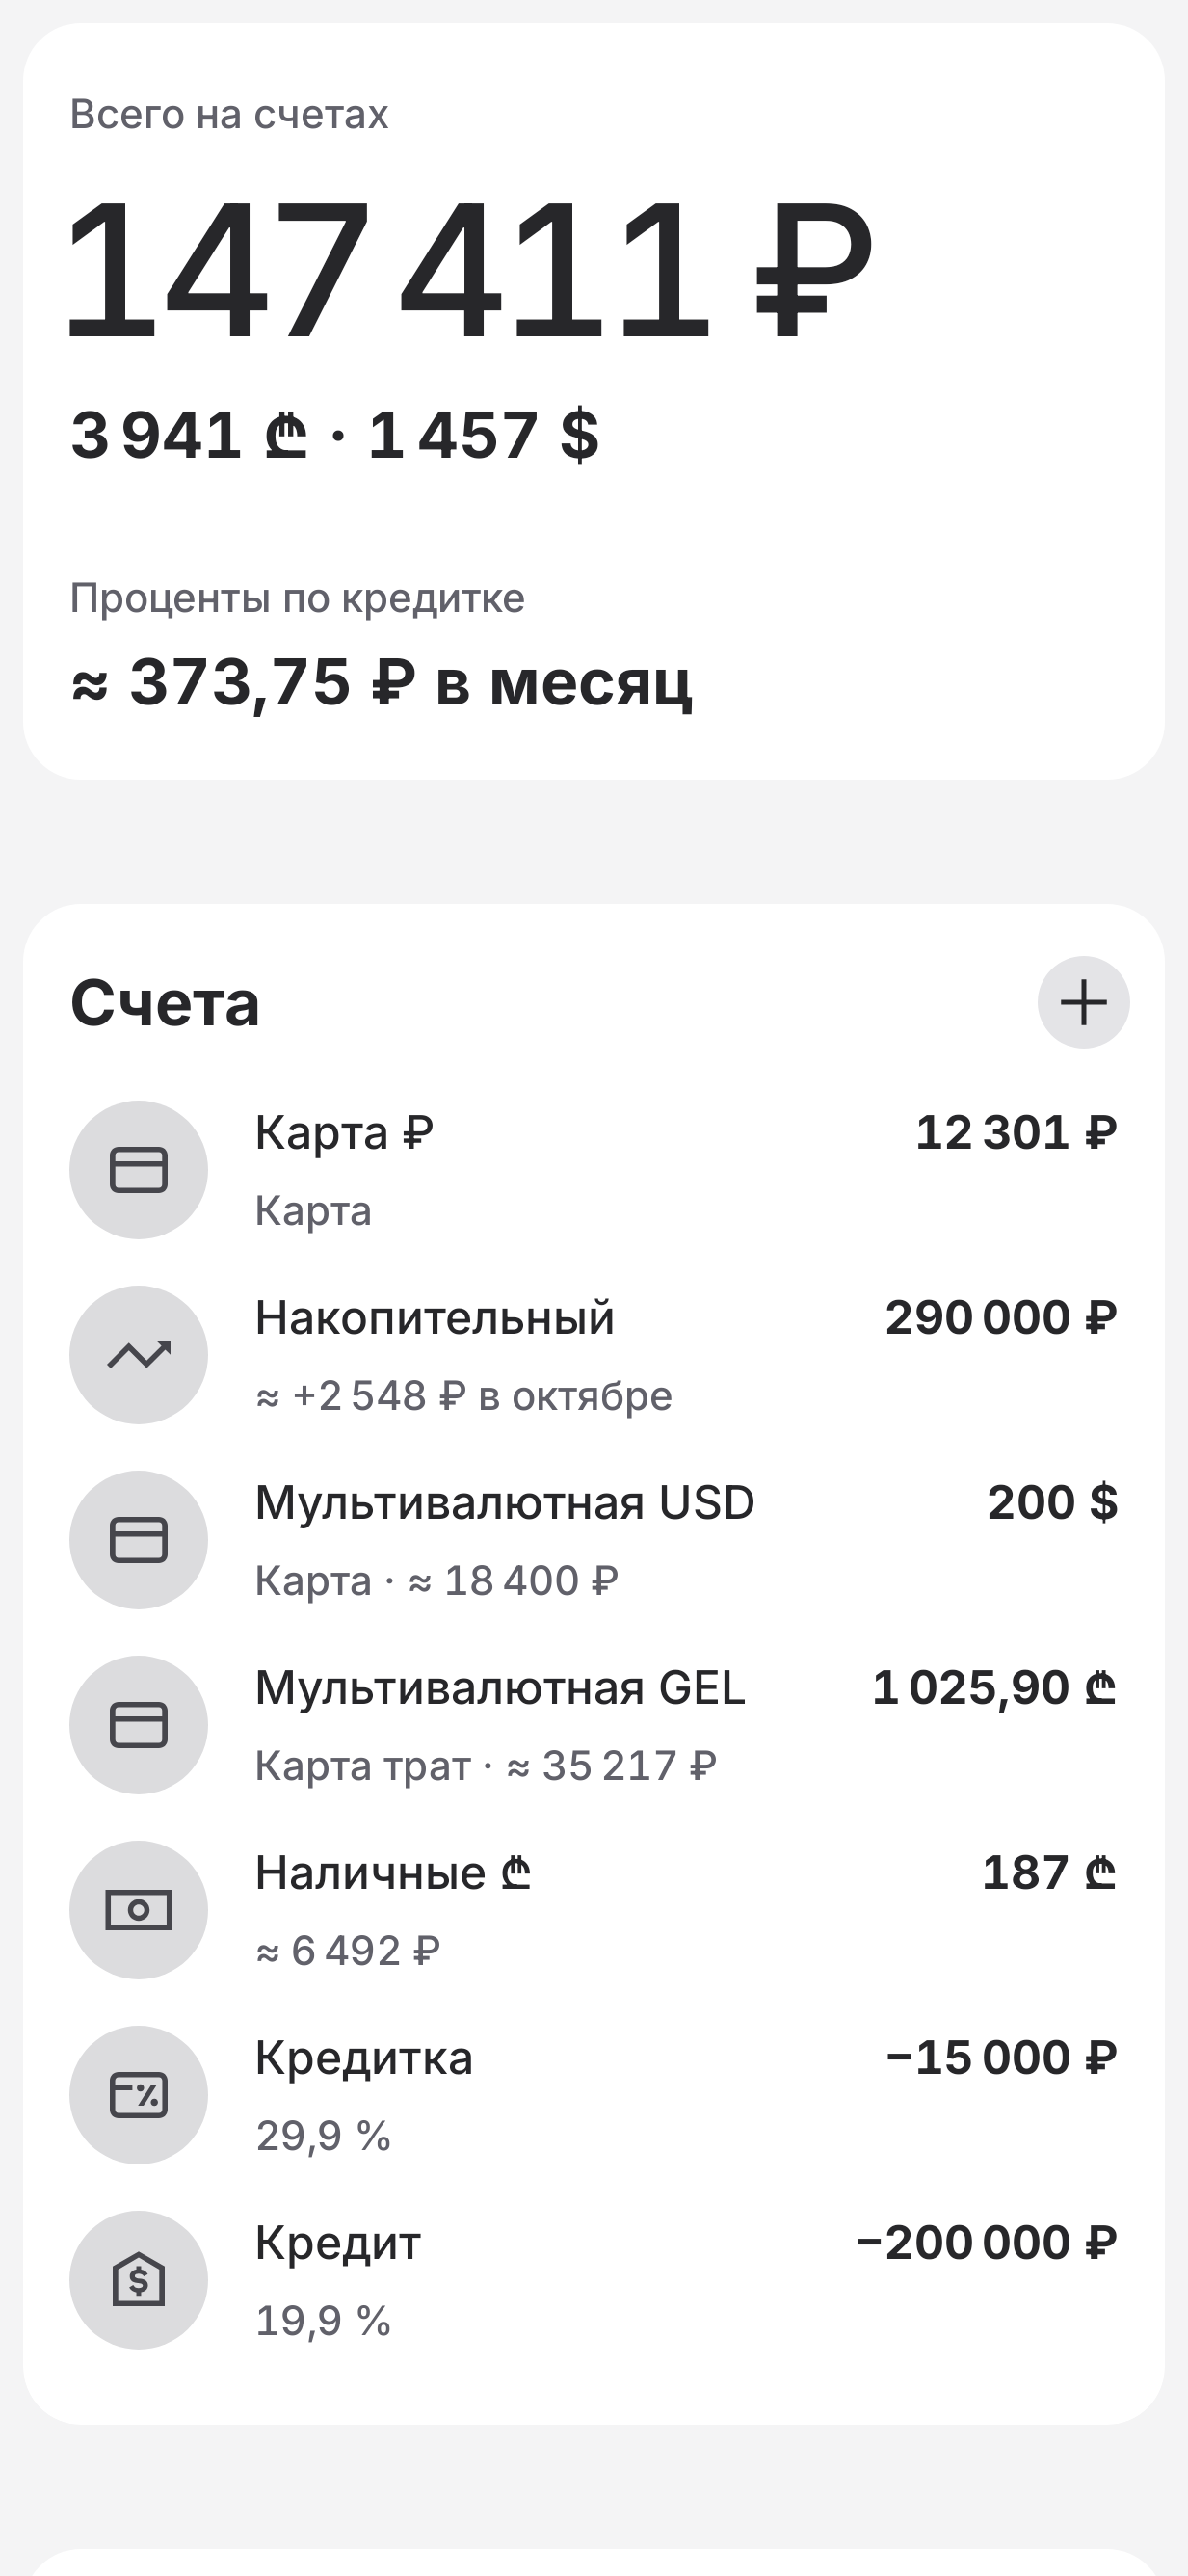 Всего на счетах
147 411 ₽
3 941 ₾ · 1 457 $
Проценты по кредитке
≈ 373,75 ₽ в месяц
Счета
Карта ₽ 12 301 ₽
Карта
Накопительный 290 000 ₽
≈ +2 548 ₽ в октябре
Мультивалютная USD 200 $
Карта · ≈ 18 400 ₽
Мультивалютная GEL 1 025,90 ₾
Карта трат · ≈ 35 217 ₽
Наличные ₾ 187 ₾
≈ 6 492 ₽
Кредитка −15 000 ₽
29,9 %
Кредит −200 000 ₽
19,9 %